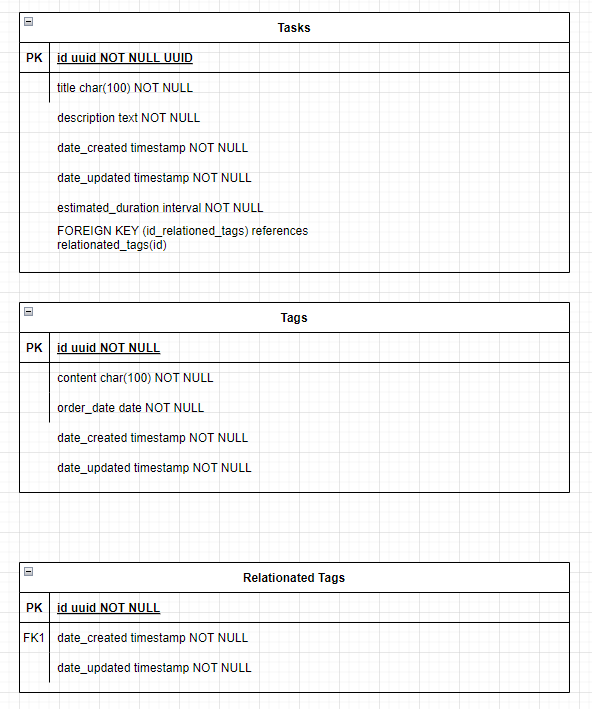 Tasks
PK id uuid NOT NULL UUID
title char(100) NOT NULL
description text NOT NULL
date_created timestamp NOT NULL
date_updated timestamp NOT NULL
estimated_duration interval NOT NULL
FOREIGN KEY (id_relationed_tags) references
relationated_tags(id)
Tags
PK id uuid NOT NULL
content char(100) NOT NULL
order_date date NOT NULL
date_created timestamp NOT NULL
date_updated timestamp NOT NULL
Relationated Tags
PK id uuid NOT NULL
FK1 date_created timestamp NOT NULL
date_updated timestamp NOT NULL